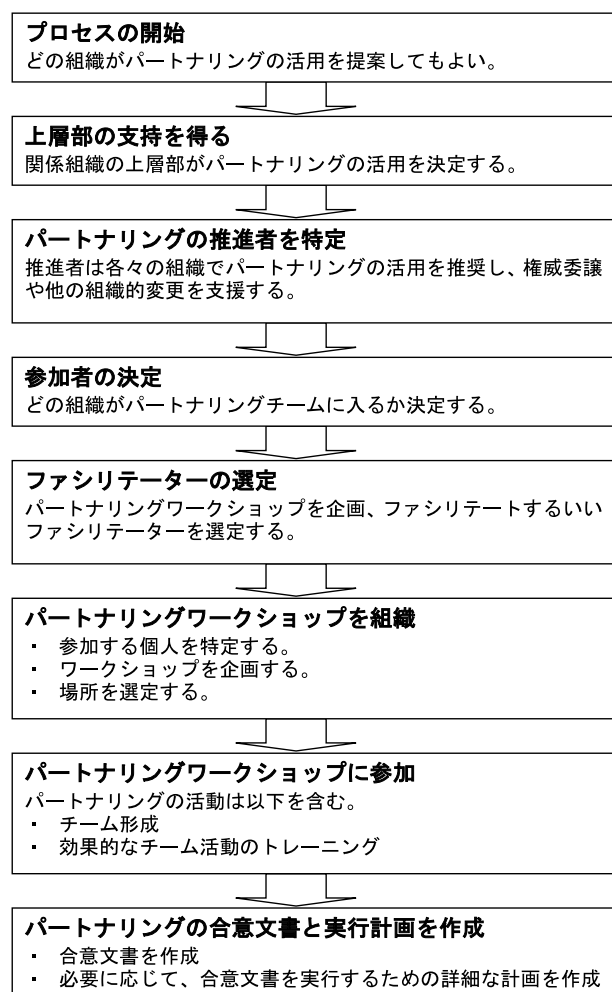 プロセスの開始
どの組織がパートナリングの活用を提案してもよい。
上層部の支持を得る
関係組織の上層部がパートナリングの活用を決定する。
パートナリングの推進者を特定
推進者は各々の組織でパートナリングの活用を推奨し、権威委譲
や他の組織的変更を支援する。
参加者の決定
どの組織がパートナリングチームに入るか決定する。
ファシリテーターの選定
パートナリングワークショップを企画、ファシリテートするいい
ファシリテーターを選定する。
パートナリングワークショップを組織
・ 参加する個人を特定する。
・ ワークショップを企画する。
・ 場所を選定する。
パートナリングワークショップに参加
パートナリングの活動は以下を含む。
・ チーム形成
・ 効果的なチーム活動のトレーニング
パートナリングの合意文書と実行計画を作成
・ 合意文書を作成
・ 必要に応じて、合意文書を実行するための詳細な計画を作成